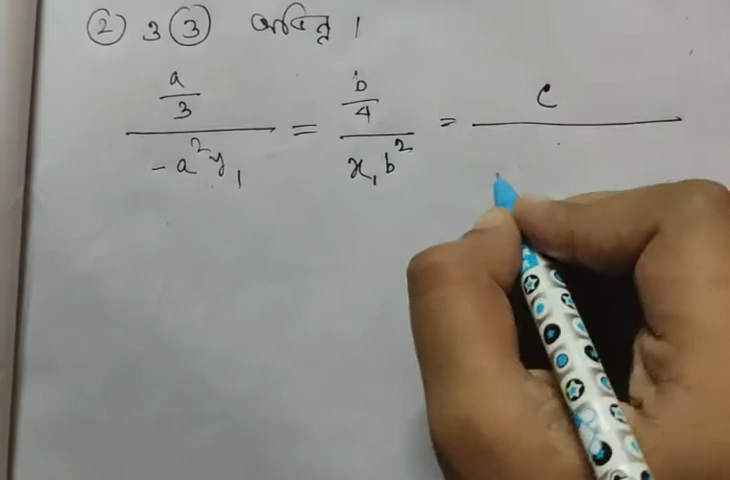 ② ও ③ অভিন্ন ।
a/3 / -a²y₁ = b/4 / x₁b² = c /